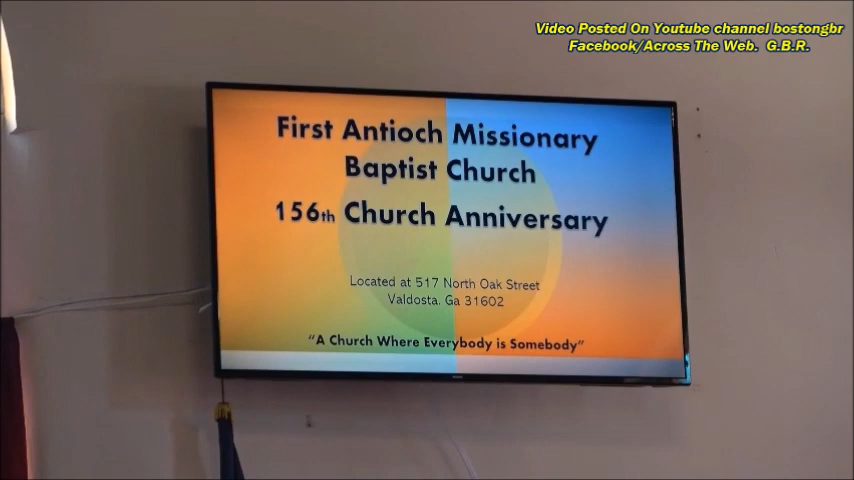 Video Posted On Youtube channel bostongbr
Facebook/Across The Web. G.B.R.
First Antioch Missionary
Baptist Church
156th Church Anniversary
Located at 517 North Oak Street
Valdosta. Ga 31602
"A Church Where Everybody is Somebody"